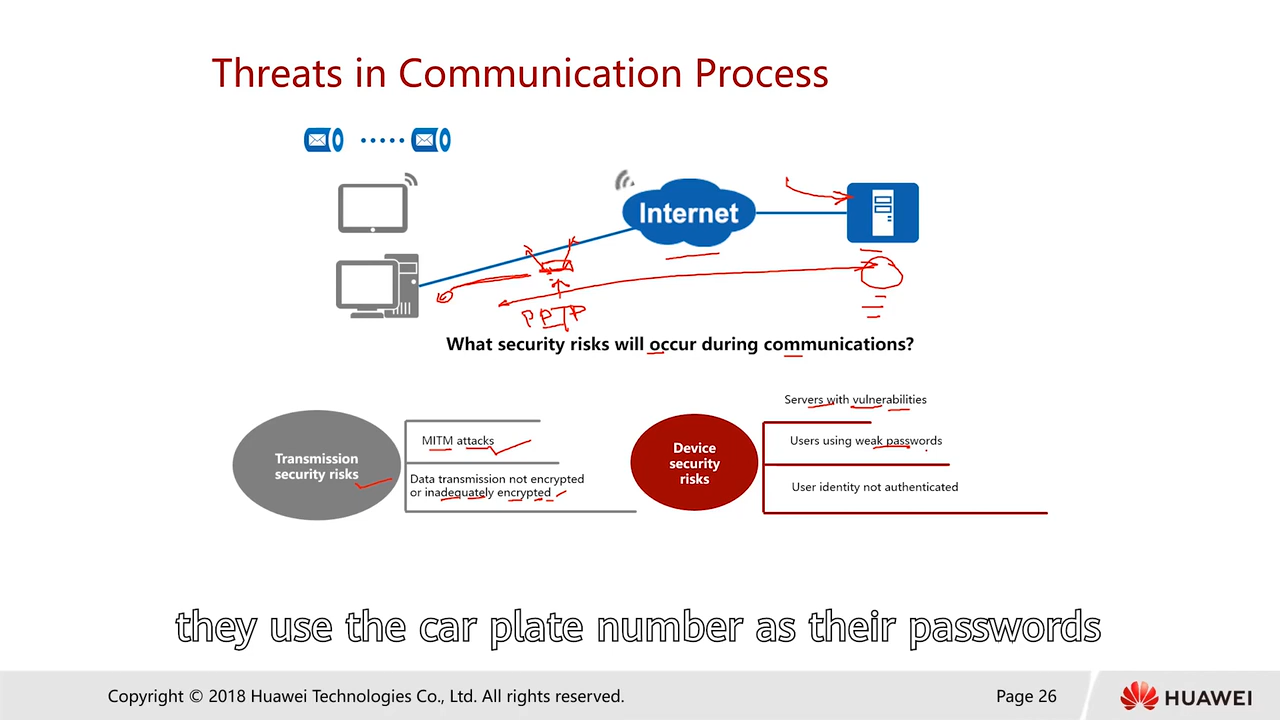 Threats in Communication Process
Internet
PPTP
What security risks will occur during communications?
Transmission
security risks
MITM attacks
Data transmission not encrypted
or inadequately encrypted
Device
security
risks
Servers with vulnerabilities
Users using weak passwords
User identity not authenticated
they use the car plate number as their passwords
Copyright © 2018 Huawei Technologies Co., Ltd. All rights reserved.
Page 26
HUAWEI